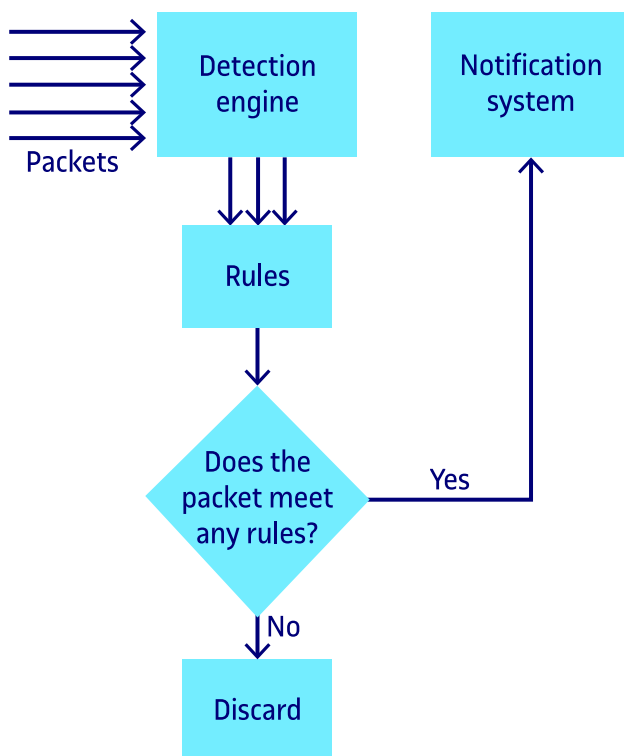 Detection
engine
Notification
system
Packets
Rules
Does the
packet meet
any rules?
Yes
No
Discard